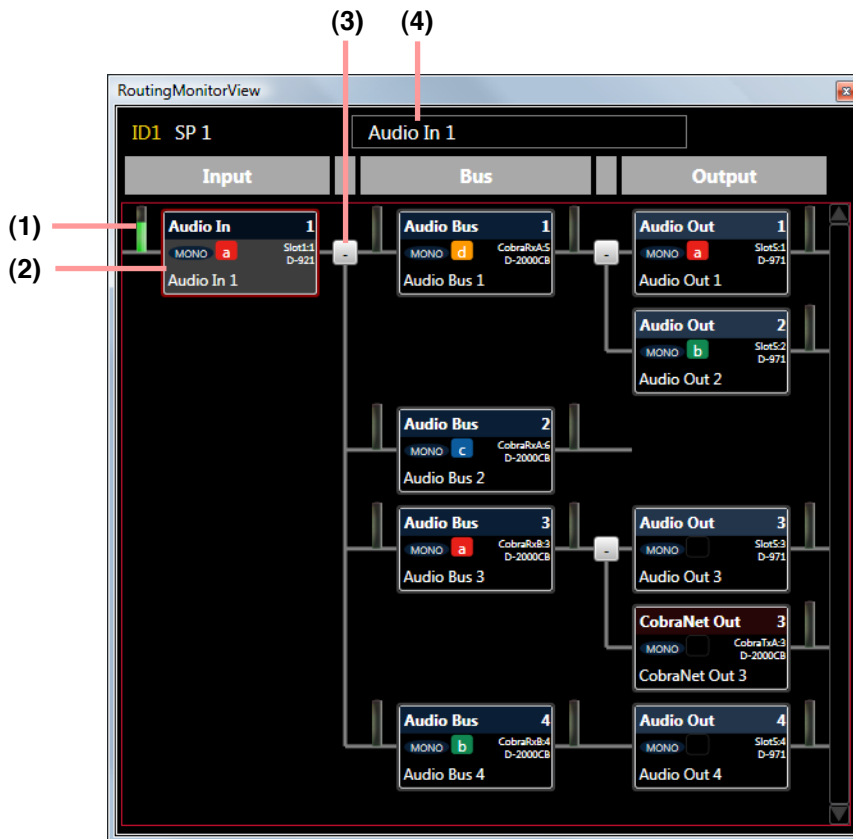 (3) (4)
RoutingMonitorView x
ID1 SP 1 Audio In 1
Input Bus Output
(1)
(2)
Audio In 1
MONO a Slot1:1
D-921
Audio In 1
-
Audio Bus 1
MONO d CobraRxA:5
D-2000CB
Audio Bus 1
-
Audio Out 1
MONO a Slot5:1
D-971
Audio Out 1
Audio Out 2
MONO b Slot5:2
D-971
Audio Out 2
Audio Bus 2
MONO c CobraRxA:6
D-2000CB
Audio Bus 2
Audio Bus 3
MONO a CobraRxB:3
D-2000CB
Audio Bus 3
-
Audio Out 3
MONO Slot5:3
D-971
Audio Out 3
CobraNet Out 3
MONO CobraTxA:3
D-2000CB
CobraNet Out 3
Audio Bus 4
MONO b CobraRxB:4
D-2000CB
Audio Bus 4
Audio Out 4
MONO Slot5:4
D-971
Audio Out 4